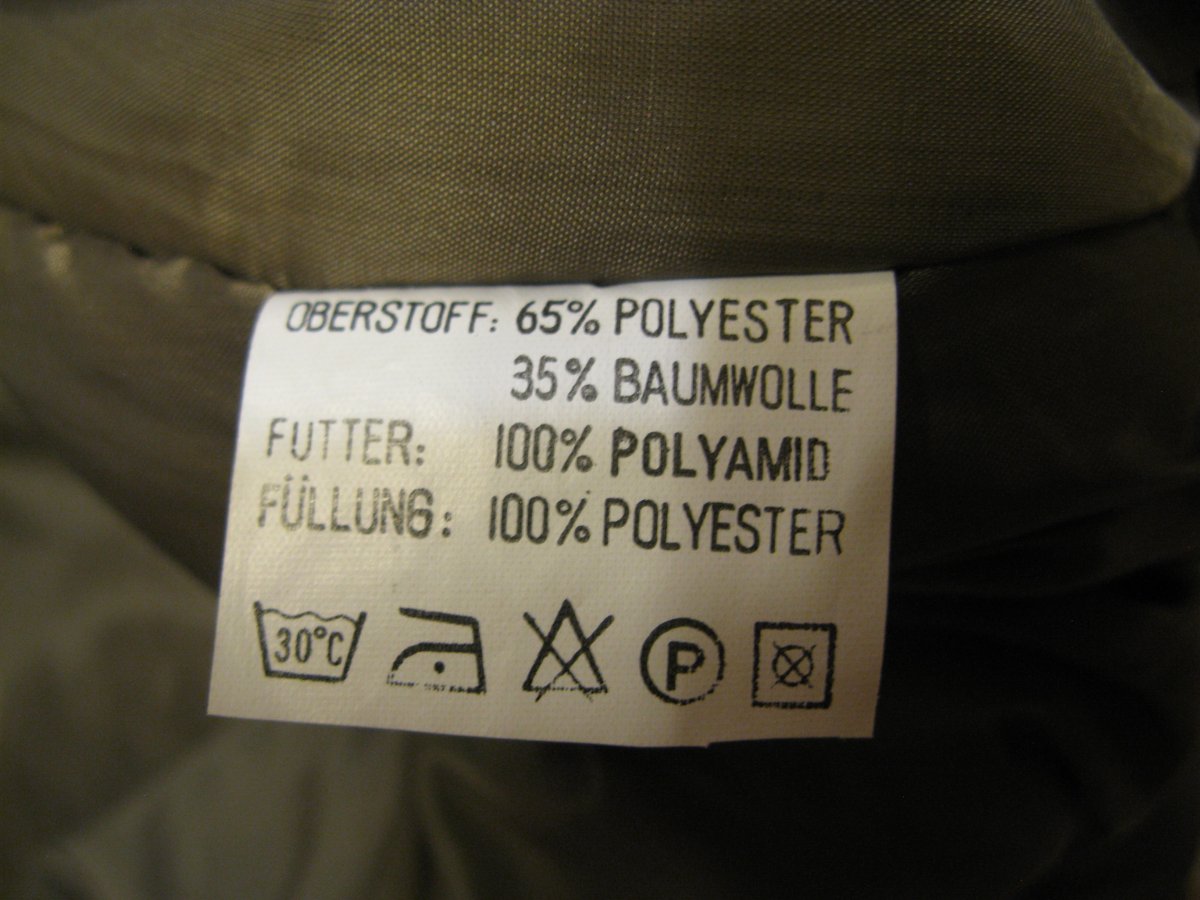 OBERSTOFF: 65% POLYESTER
35% BAUMWOLLE
FUTTER: 100% POLYAMID
FÜLLUNG: 100% POLYESTER
30°C P